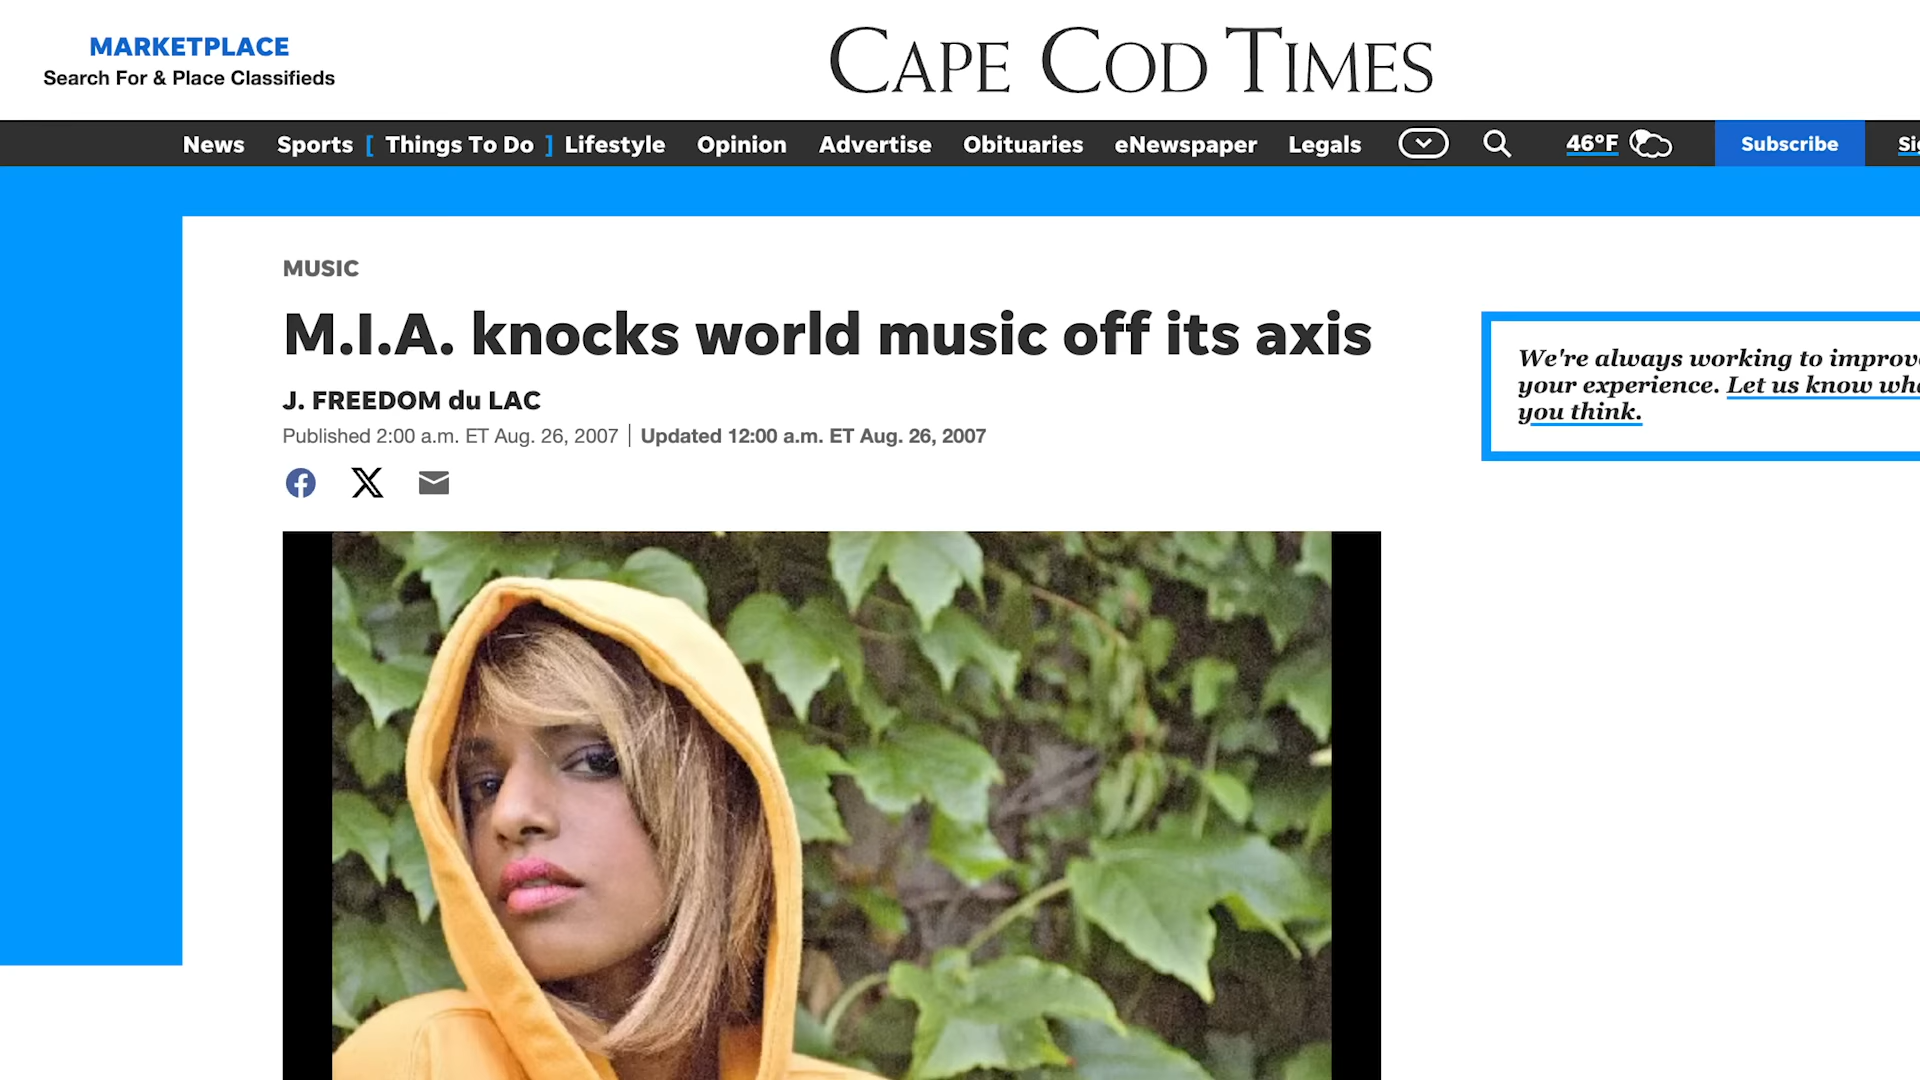 MARKETPLACE
Search For & Place Classifieds
CAPE COD TIMES
News Sports [ Things To Do ] Lifestyle Opinion Advertise Obituaries eNewspaper Legals 46°F Subscribe
MUSIC
M.I.A. knocks world music off its axis
J. FREEDOM du LAC
Published 2:00 a.m. ET Aug. 26, 2007 | Updated 12:00 a.m. ET Aug. 26, 2007
We're always working to
your experience. Let us know
you think.